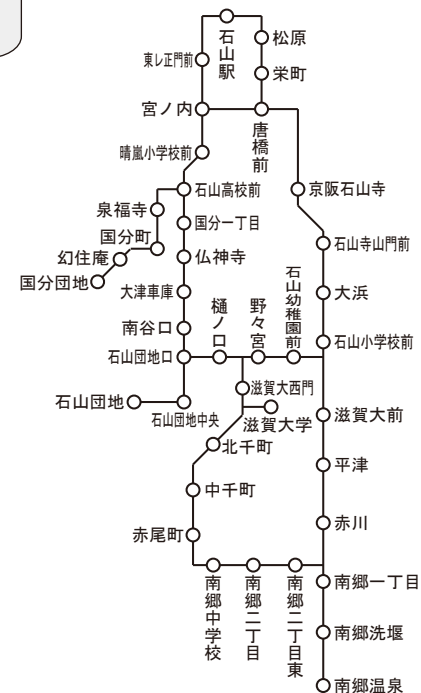 石山駅
松原
東レ正門前
栄町
宮ノ内
唐橋前
晴嵐小学校前
石山高校前
京阪石山寺
泉福寺
国分一丁目
国分町
石山寺山門前
幻住庵
仏神寺
国分団地
大津車庫
樋ノ口
野々宮
石山幼稚園前
大浜
南谷口
石山小学校前
石山団地口
滋賀大西門
石山団地
石山団地中央
滋賀大学
滋賀大前
北千町
平津
中千町
赤川
赤尾町
南郷中学校
南郷二丁目
南郷二丁目東
南郷一丁目
南郷洗堰
南郷温泉